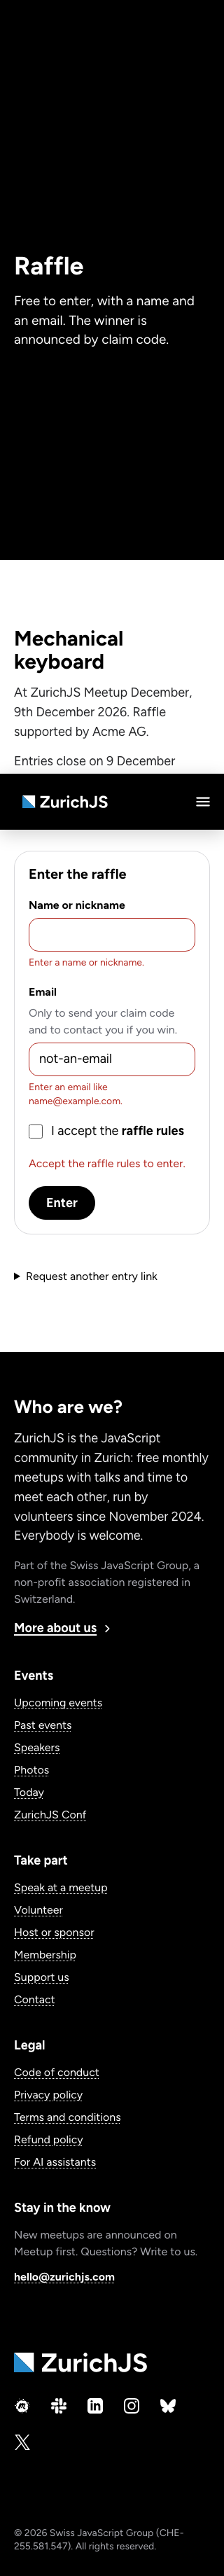 Raffle
Free to enter, with a name and
an email. The winner is
announced by claim code.
Mechanical
keyboard
At ZurichJS Meetup December,
9th December 2026. Raffle
supported by Acme AG.
Entries close on 9 December
ZurichJS
Enter the raffle
Name or nickname
Enter a name or nickname.
Email
Only to send your claim code
and to contact you if you win.
not-an-email
Enter an email like
name@example.com.
I accept the raffle rules
Accept the raffle rules to enter.
Enter
Request another entry link
Who are we?
ZurichJS is the JavaScript
community in Zurich: free monthly
meetups with talks and time to
meet each other, run by
volunteers since November 2024.
Everybody is welcome.
Part of the Swiss JavaScript Group, a
non-profit association registered in
Switzerland.
More about us
Events
Upcoming events
Past events
Speakers
Photos
Today
ZurichJS Conf
Take part
Speak at a meetup
Volunteer
Host or sponsor
Membership
Support us
Contact
Legal
Code of conduct
Privacy policy
Terms and conditions
Refund policy
For AI assistants
Stay in the know
New meetups are announced on
Meetup first. Questions? Write to us.
hello@zurichjs.com
ZurichJS
© 2026 Swiss JavaScript Group (CHE-
255.581.547). All rights reserved.